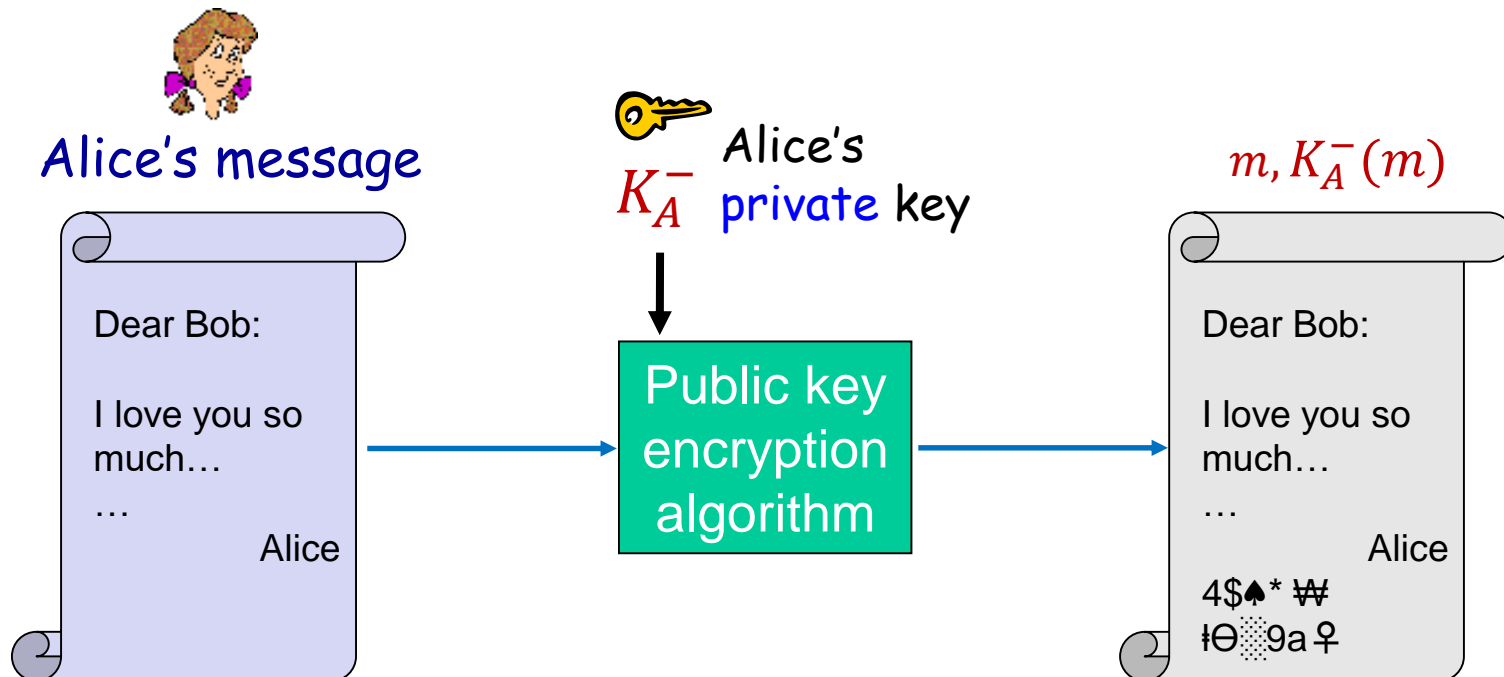 Alice's message
Dear Bob:
I love you so
much…
…
Alice
Alice's
K_A^- private key
Public key
encryption
algorithm
m, K_A^-(m)
Dear Bob:
I love you so
much…
…
Alice
4$♠* ₩
ƗΘ░9a♀